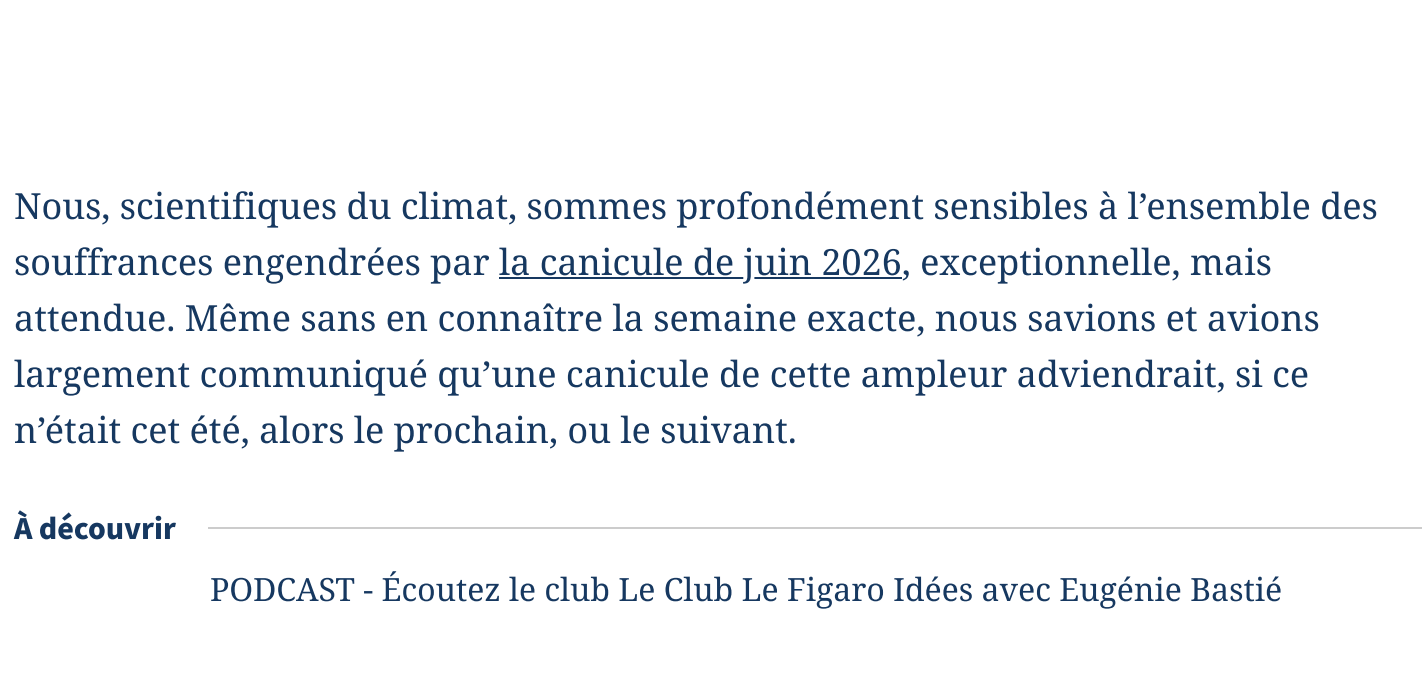 Nous, scientifiques du climat, sommes profondément sensibles à l’ensemble des
souffrances engendrées par la canicule de juin 2026, exceptionnelle, mais
attendue. Même sans en connaître la semaine exacte, nous savions et avions
largement communiqué qu’une canicule de cette ampleur adviendrait, si ce
n’était cet été, alors le prochain, ou le suivant.
À découvrir
PODCAST - Écoutez le club Le Club Le Figaro Idées avec Eugénie Bastié